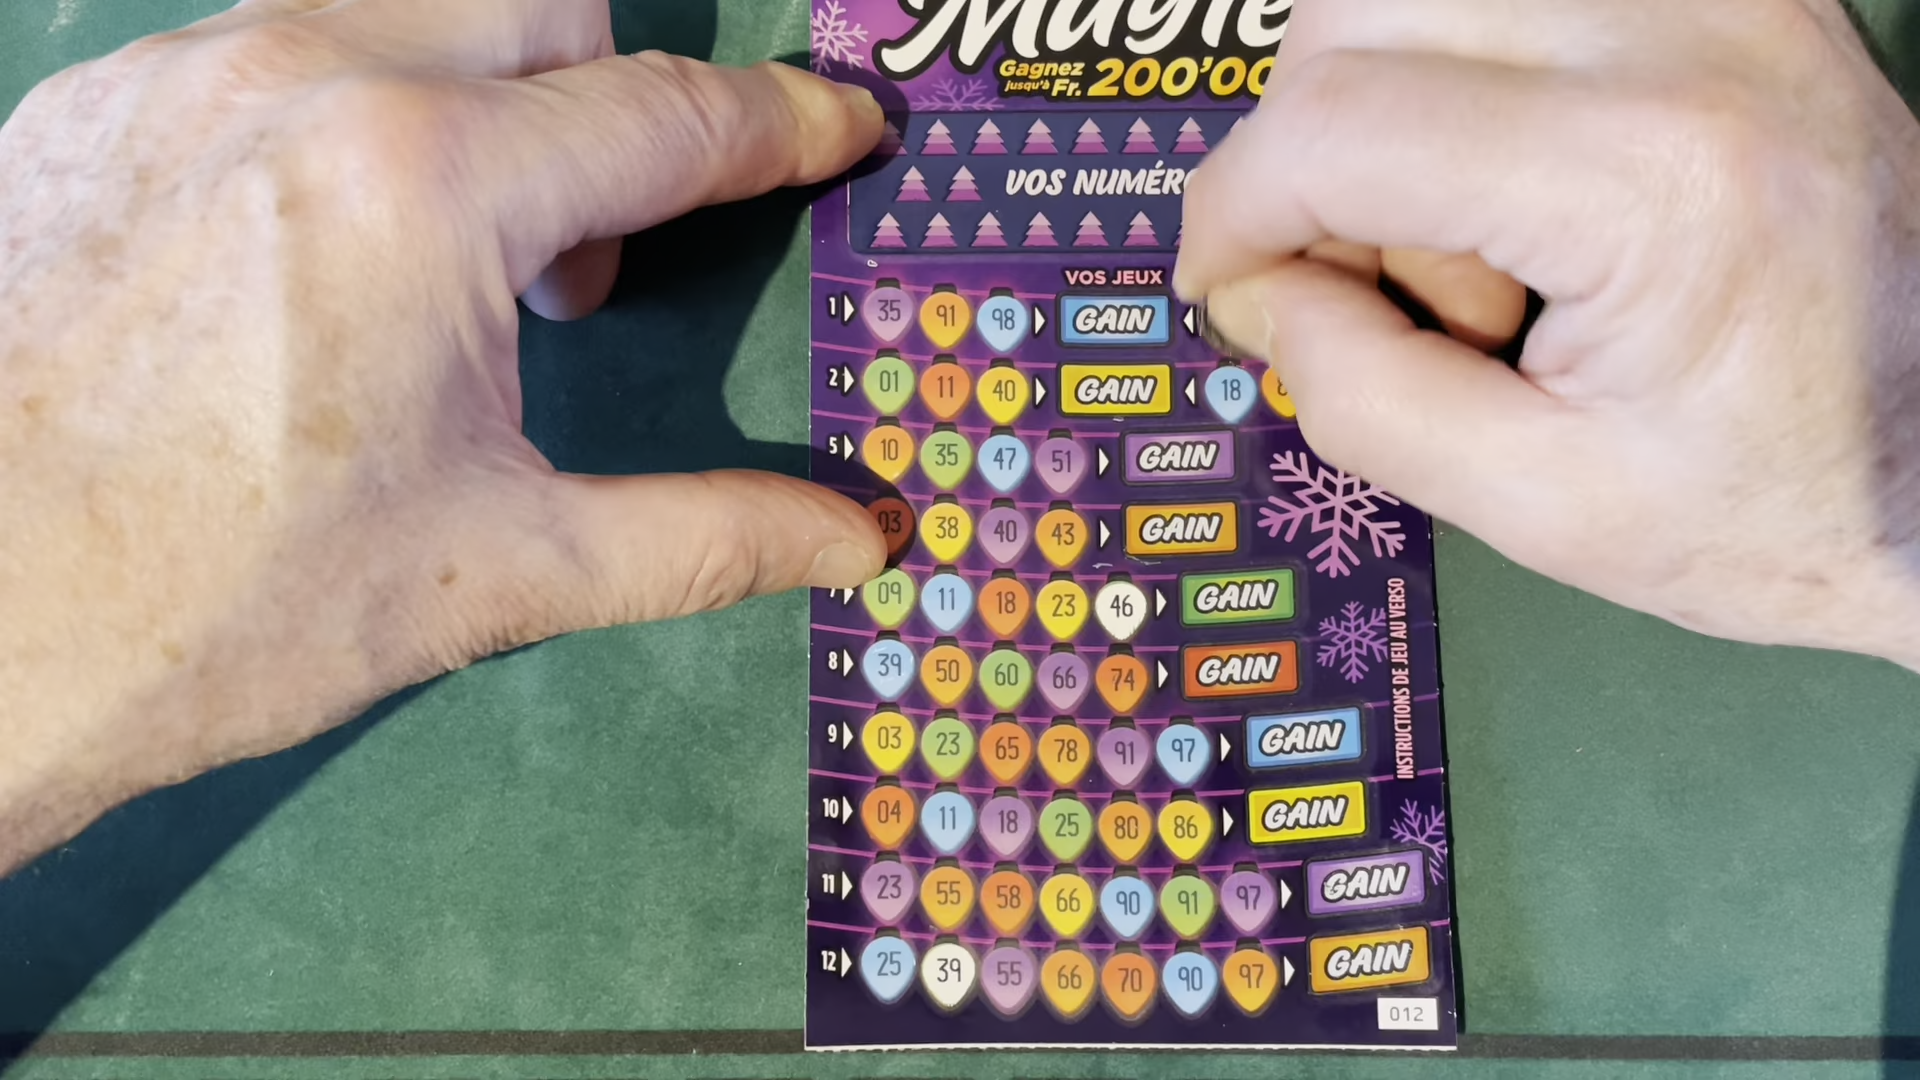 Magie
Gagnez
jusqu'à Fr. 200'00
VOS NUMÉRO
VOS JEUX
1 35 91 98 GAIN
2 01 11 40 GAIN 18
5 10 35 47 51 GAIN
03 38 40 43 GAIN
7 09 11 18 23 46 GAIN
8 39 50 60 66 74 GAIN
9 03 23 65 78 91 97 GAIN
10 04 11 18 25 80 86 GAIN
11 23 55 58 66 90 91 97 GAIN
12 25 39 55 66 70 90 97 GAIN
INSTRUCTIONS DE JEU AU VERSO
012